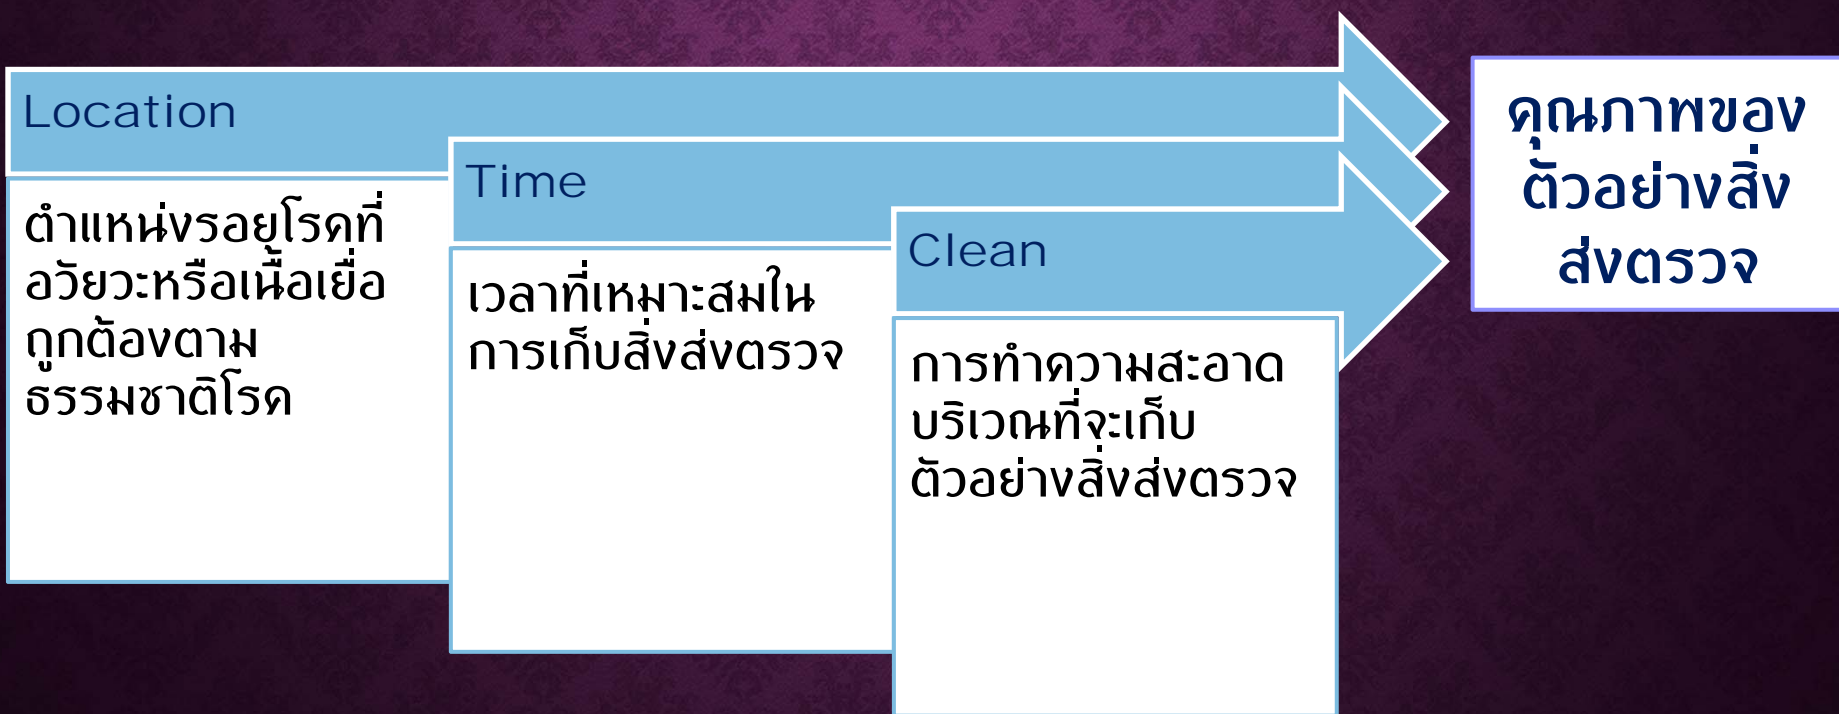 Location
ตำแหน่งรอยโรคที่
อวัยวะหรือเนื้อเยื่อ
ถูกต้องตาม
ธรรมชาติโรค
Time
เวลาที่เหมาะสมใน
การเก็บสิ่งส่งตรวจ
Clean
การทำความสะอาด
บริเวณที่จะเก็บ
ตัวอย่างสิ่งส่งตรวจ
คุณภาพของ
ตัวอย่างสิ่ง
ส่งตรวจ